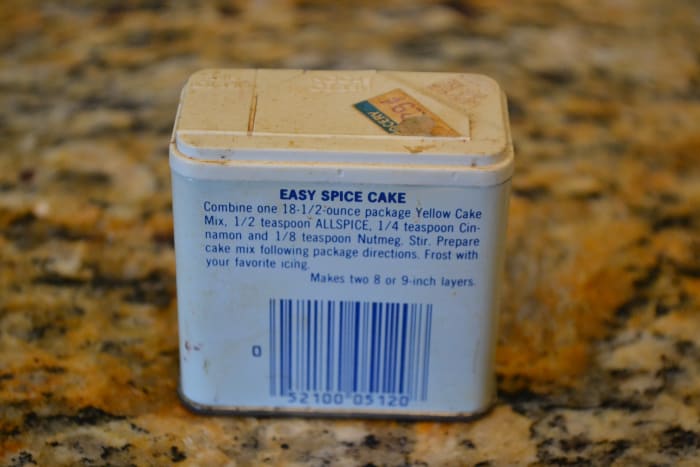 EASY SPICE CAKE
Combine one 18-1/2-ounce package Yellow Cake
Mix, 1/2 teaspoon ALLSPICE, 1/4 teaspoon Cin-
namon and 1/8 teaspoon Nutmeg. Stir. Prepare
cake mix following package directions. Frost with
your favorite icing.
Makes two 8 or 9-inch layers.
0
52100 05120